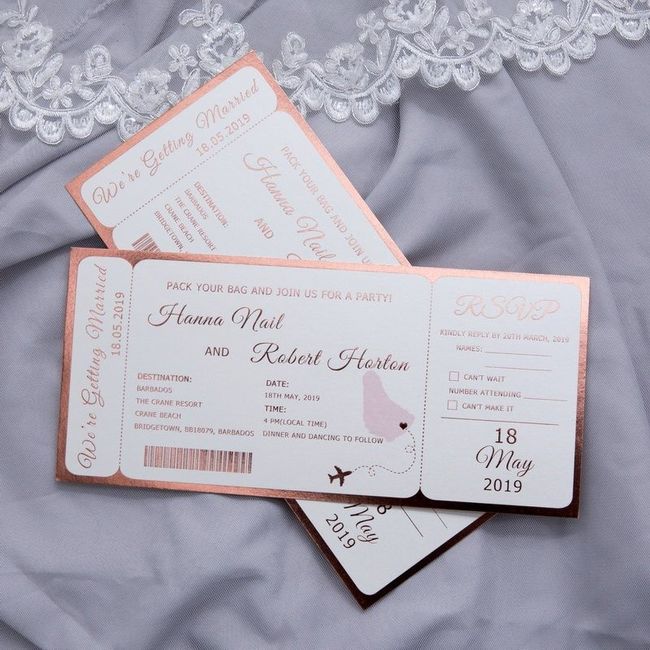 We're Getting Married
18.05.2019
PACK YOUR BAG AND JOIN US
Hanna Nail
AND
DESTINATION:
BARBADOS
THE CRANE RESORT
CRANE BEACH
BRIDGETOWN,
We're Getting Married
18.05.2019
PACK YOUR BAG AND JOIN US FOR A PARTY!
Hanna Nail
AND Robert Horton
DESTINATION:
BARBADOS
THE CRANE RESORT
CRANE BEACH
BRIDGETOWN, BB18079, BARBADOS
DATE:
18TH MAY, 2019
TIME:
4 PM(LOCAL TIME)
DINNER AND DANCING TO FOLLOW
RSVP
KINDLY REPLY BY 20TH MARCH, 2019
NAMES:
CAN'T WAIT
NUMBER ATTENDING
CAN'T MAKE IT
18
May
2019
8
May
2019